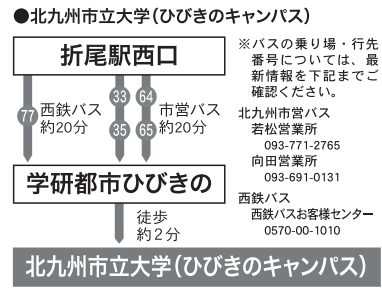 ●北九州市立大学(ひびきのキャンパス)
折尾駅西口
77
西鉄バス
約20分
33
35
64
65
市営バス
約20分
学研都市ひびきの
徒歩
約2分
北九州市立大学(ひびきのキャンパス)
※バスの乗り場・行先
番号については、最
新情報を下記までご
確認ください。
北九州市営バス
若松営業所
093-771-2765
向田営業所
093-691-0131
西鉄バス
西鉄バスお客様センター
0570-00-1010